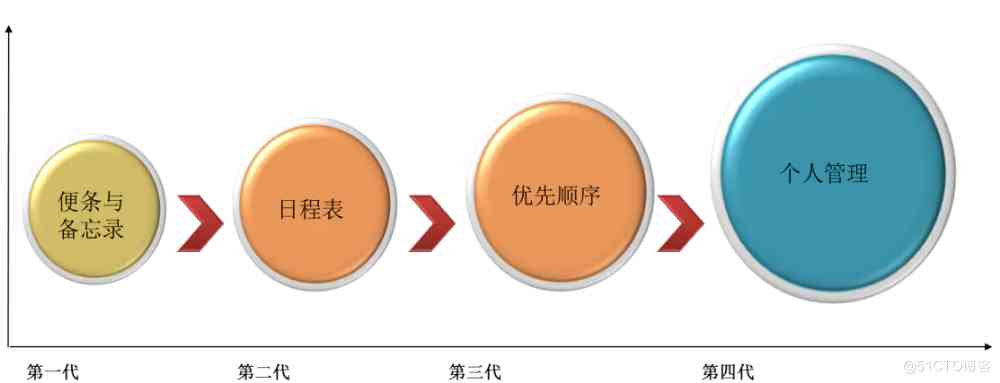 便条与
备忘录
日程表
优先顺序
个人管理
第一代
第二代
第三代
第四代
@51CTO博客